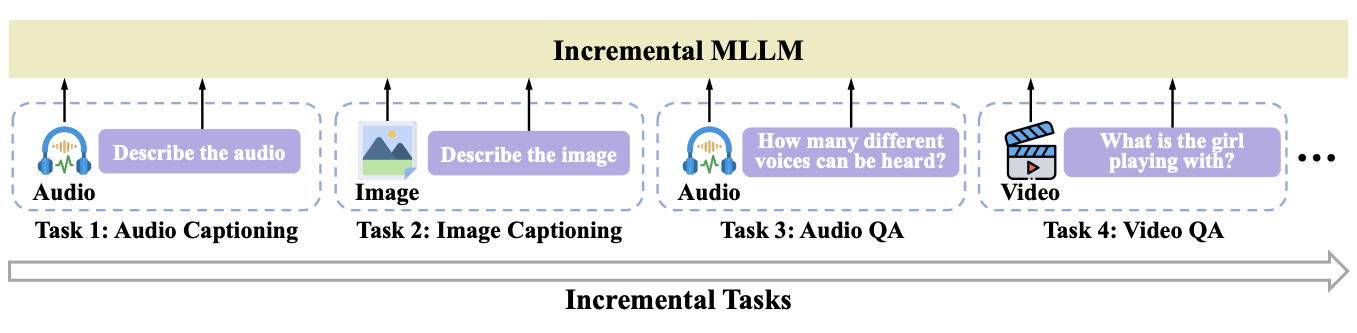 Incremental MLLM
Describe the audio
Audio
Task 1: Audio Captioning
Describe the image
Image
Task 2: Image Captioning
How many different
voices can be heard?
Audio
Task 3: Audio QA
What is the girl
playing with?
Video
Task 4: Video QA
•••
Incremental Tasks